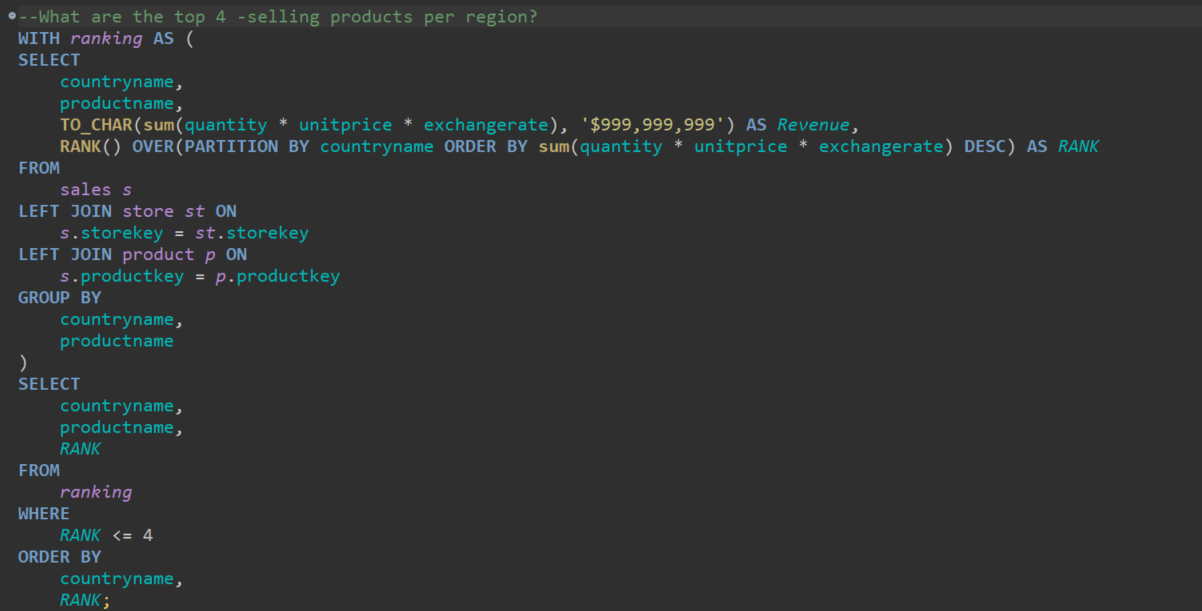 --What are the top 4 -selling products per region?
WITH ranking AS (
SELECT
    countryname,
    productname,
    TO_CHAR(sum(quantity * unitprice * exchangerate), '$999,999,999') AS Revenue,
    RANK() OVER(PARTITION BY countryname ORDER BY sum(quantity * unitprice * exchangerate) DESC) AS RANK
FROM
    sales s
LEFT JOIN store st ON
    s.storekey = st.storekey
LEFT JOIN product p ON
    s.productkey = p.productkey
GROUP BY
    countryname,
    productname
)
SELECT
    countryname,
    productname,
    RANK
FROM
    ranking
WHERE
    RANK <= 4
ORDER BY
    countryname,
    RANK;